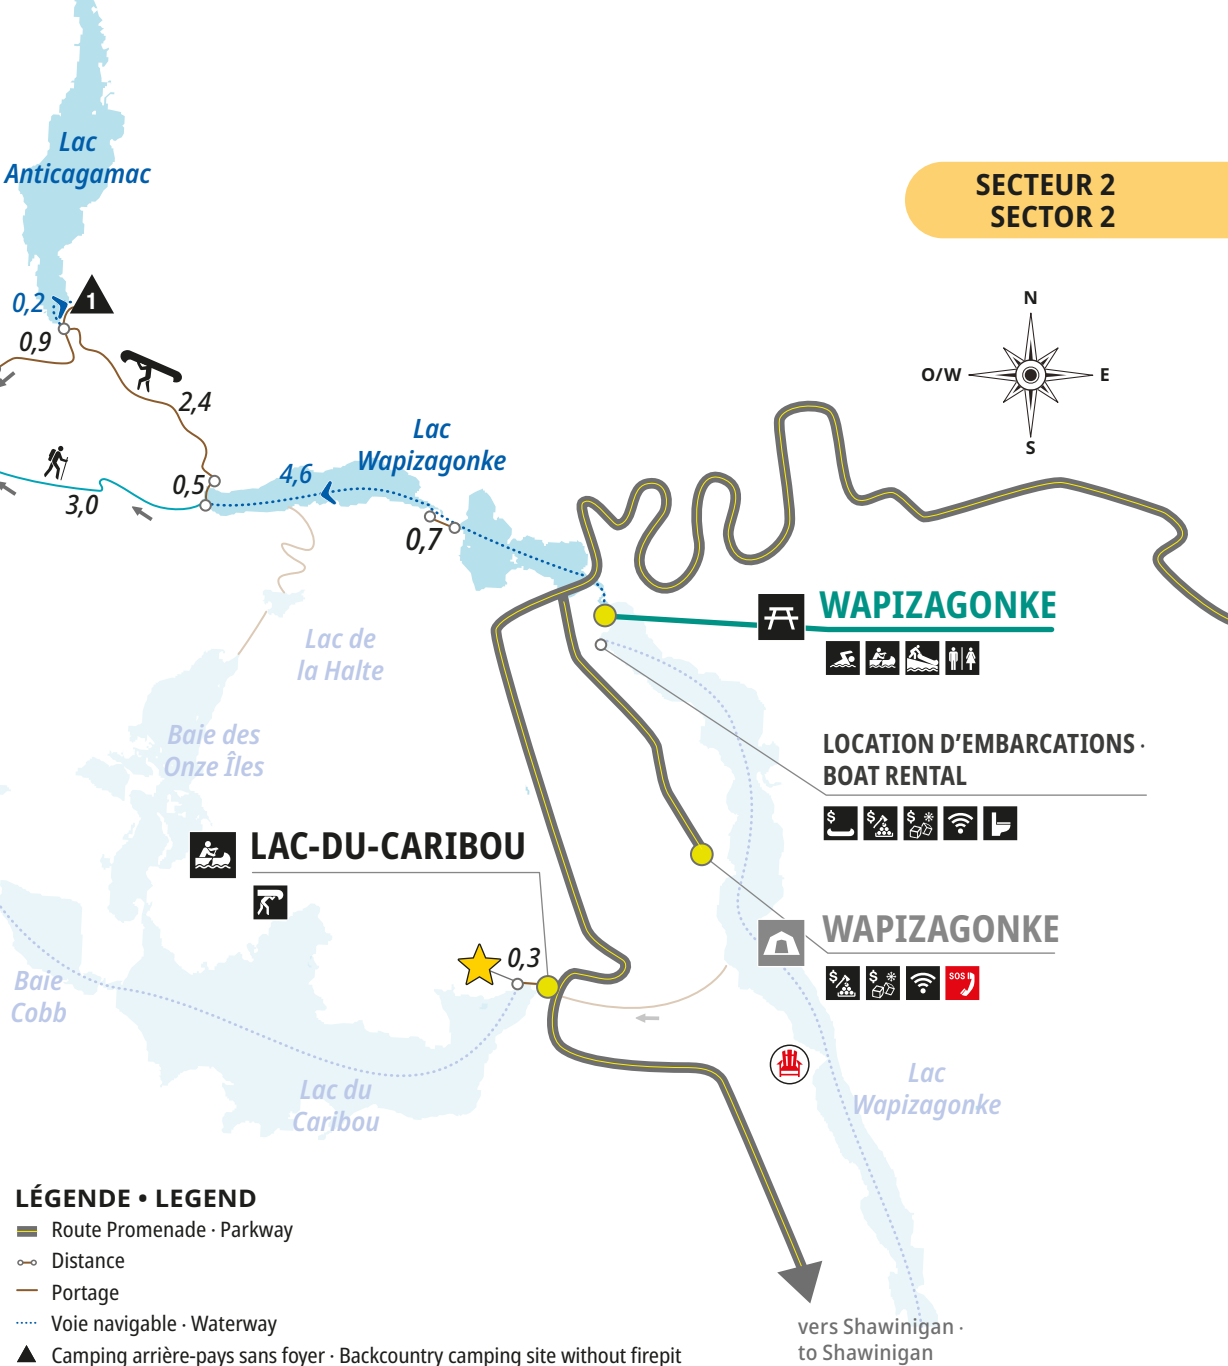 Lac
Anticagamac
SECTEUR 2
SECTOR 2
0,2
1
0,9
N
O/W
E
S
2,4
Lac
Wapizagonke
4,6
0,5
3,0
0,7
WAPIZAGONKE
Lac de
la Halte
Baie des
Onze Îles
LOCATION D’EMBARCATIONS ·
BOAT RENTAL
$
$
$
LAC-DU-CARIBOU
WAPIZAGONKE
0,3
$
$
SOS
Baie
Cobb
Lac du
Caribou
Lac
Wapizagonke
LÉGENDE • LEGEND
Route Promenade · Parkway
Distance
Portage
Voie navigable · Waterway
Camping arrière-pays sans foyer · Backcountry camping site without firepit
vers Shawinigan ·
to Shawinigan